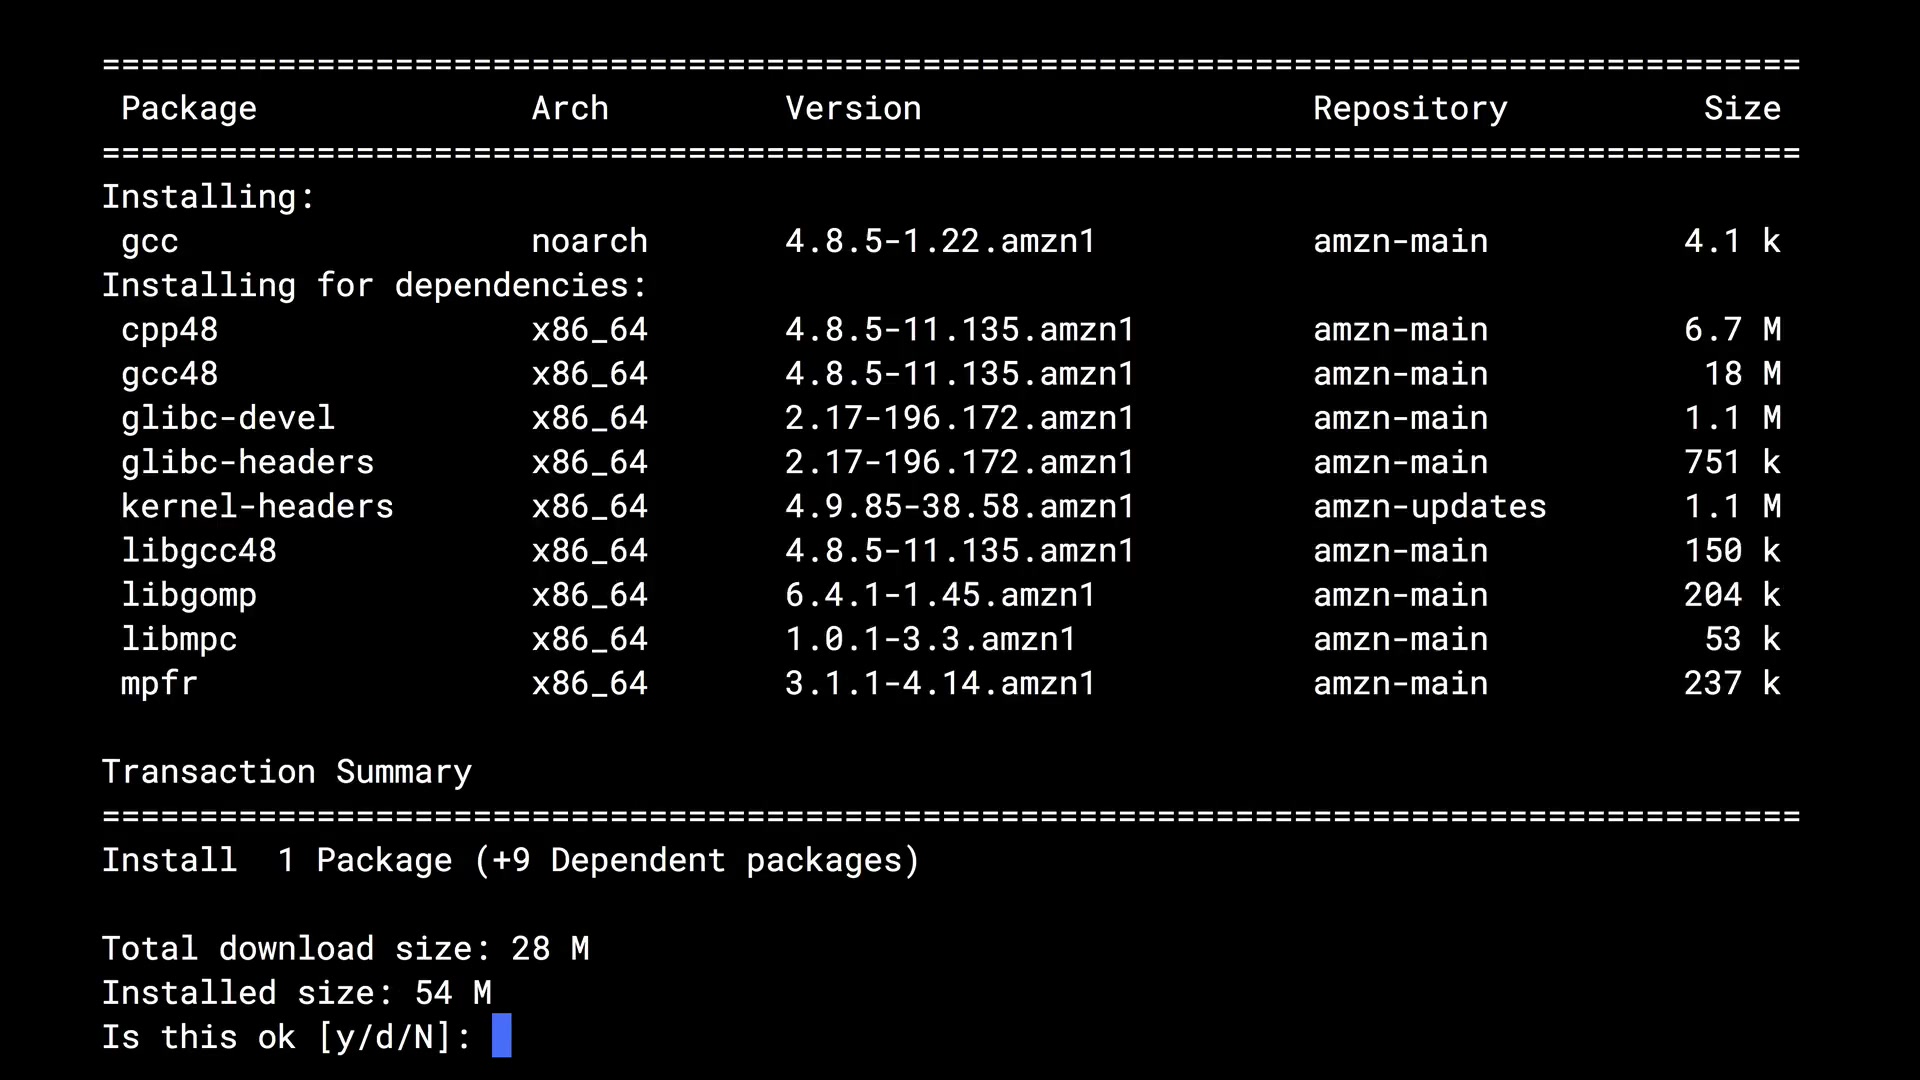 =======================================================================================
Package Arch Version Repository Size
=======================================================================================
Installing:
gcc noarch 4.8.5-1.22.amzn1 amzn-main 4.1 k
Installing for dependencies:
cpp48 x86_64 4.8.5-11.135.amzn1 amzn-main 6.7 M
gcc48 x86_64 4.8.5-11.135.amzn1 amzn-main 18 M
glibc-devel x86_64 2.17-196.172.amzn1 amzn-main 1.1 M
glibc-headers x86_64 2.17-196.172.amzn1 amzn-main 751 k
kernel-headers x86_64 4.9.85-38.58.amzn1 amzn-updates 1.1 M
libgcc48 x86_64 4.8.5-11.135.amzn1 amzn-main 150 k
libgomp x86_64 6.4.1-1.45.amzn1 amzn-main 204 k
libmpc x86_64 1.0.1-3.3.amzn1 amzn-main 53 k
mpfr x86_64 3.1.1-4.14.amzn1 amzn-main 237 k
Transaction Summary
=======================================================================================
Install 1 Package (+9 Dependent packages)
Total download size: 28 M
Installed size: 54 M
Is this ok [y/d/N]: